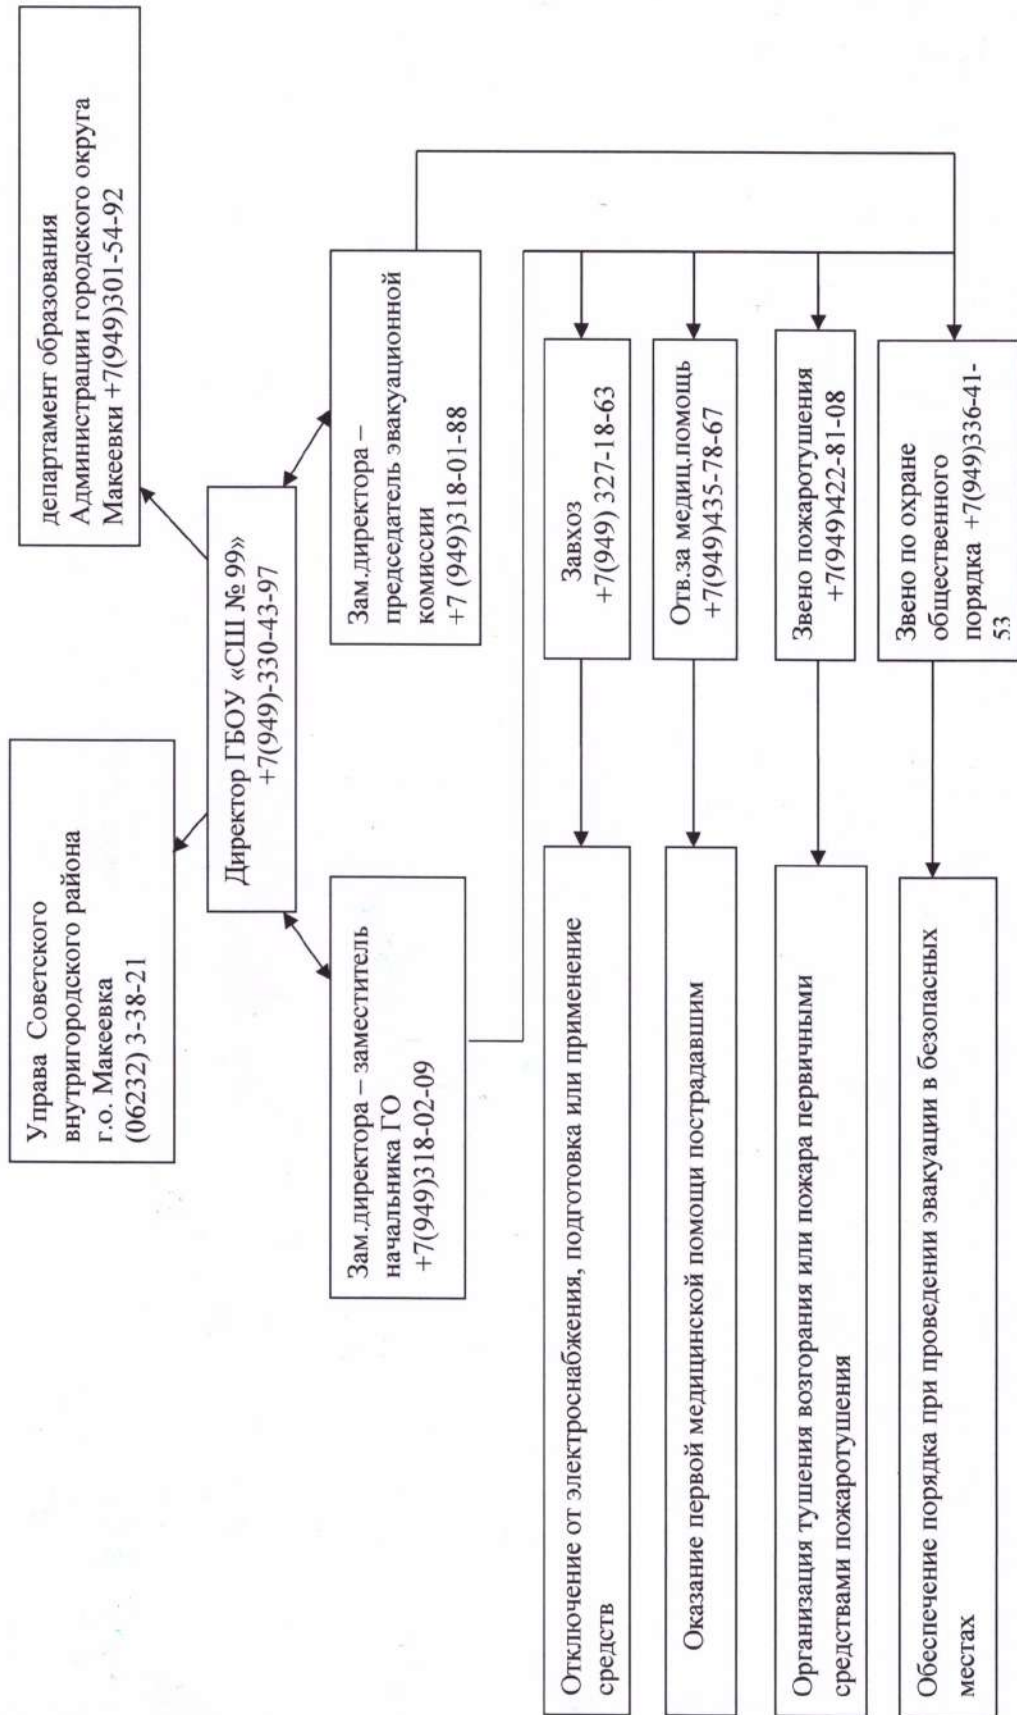 Управа Советского
внутригородского района
г.о. Макеевка
(06232) 3-38-21
департамент образования
Администрации городского округа
Макеевки +7(949)301-54-92
Директор ГБОУ «СШ № 99»
+7(949)-330-43-97
Зам.директора – заместитель
начальника ГО
+7(949)318-02-09
Зам.директора –
председатель эвакуационной
комиссии
+7 (949)318-01-88
Отключение от электроснабжения, подготовка или применение
средств
Завхоз
+7(949) 327-18-63
Оказание первой медицинской помощи пострадавшим
Отв.за медиц.помощь
+7(949)435-78-67
Организация тушения возгорания или пожара первичными
средствами пожаротушения
Звено пожаротушения
+7(949)422-81-08
Обеспечение порядка при проведении эвакуации в безопасных
местах
Звено по охране
общественного
порядка +7(949)336-41-
53